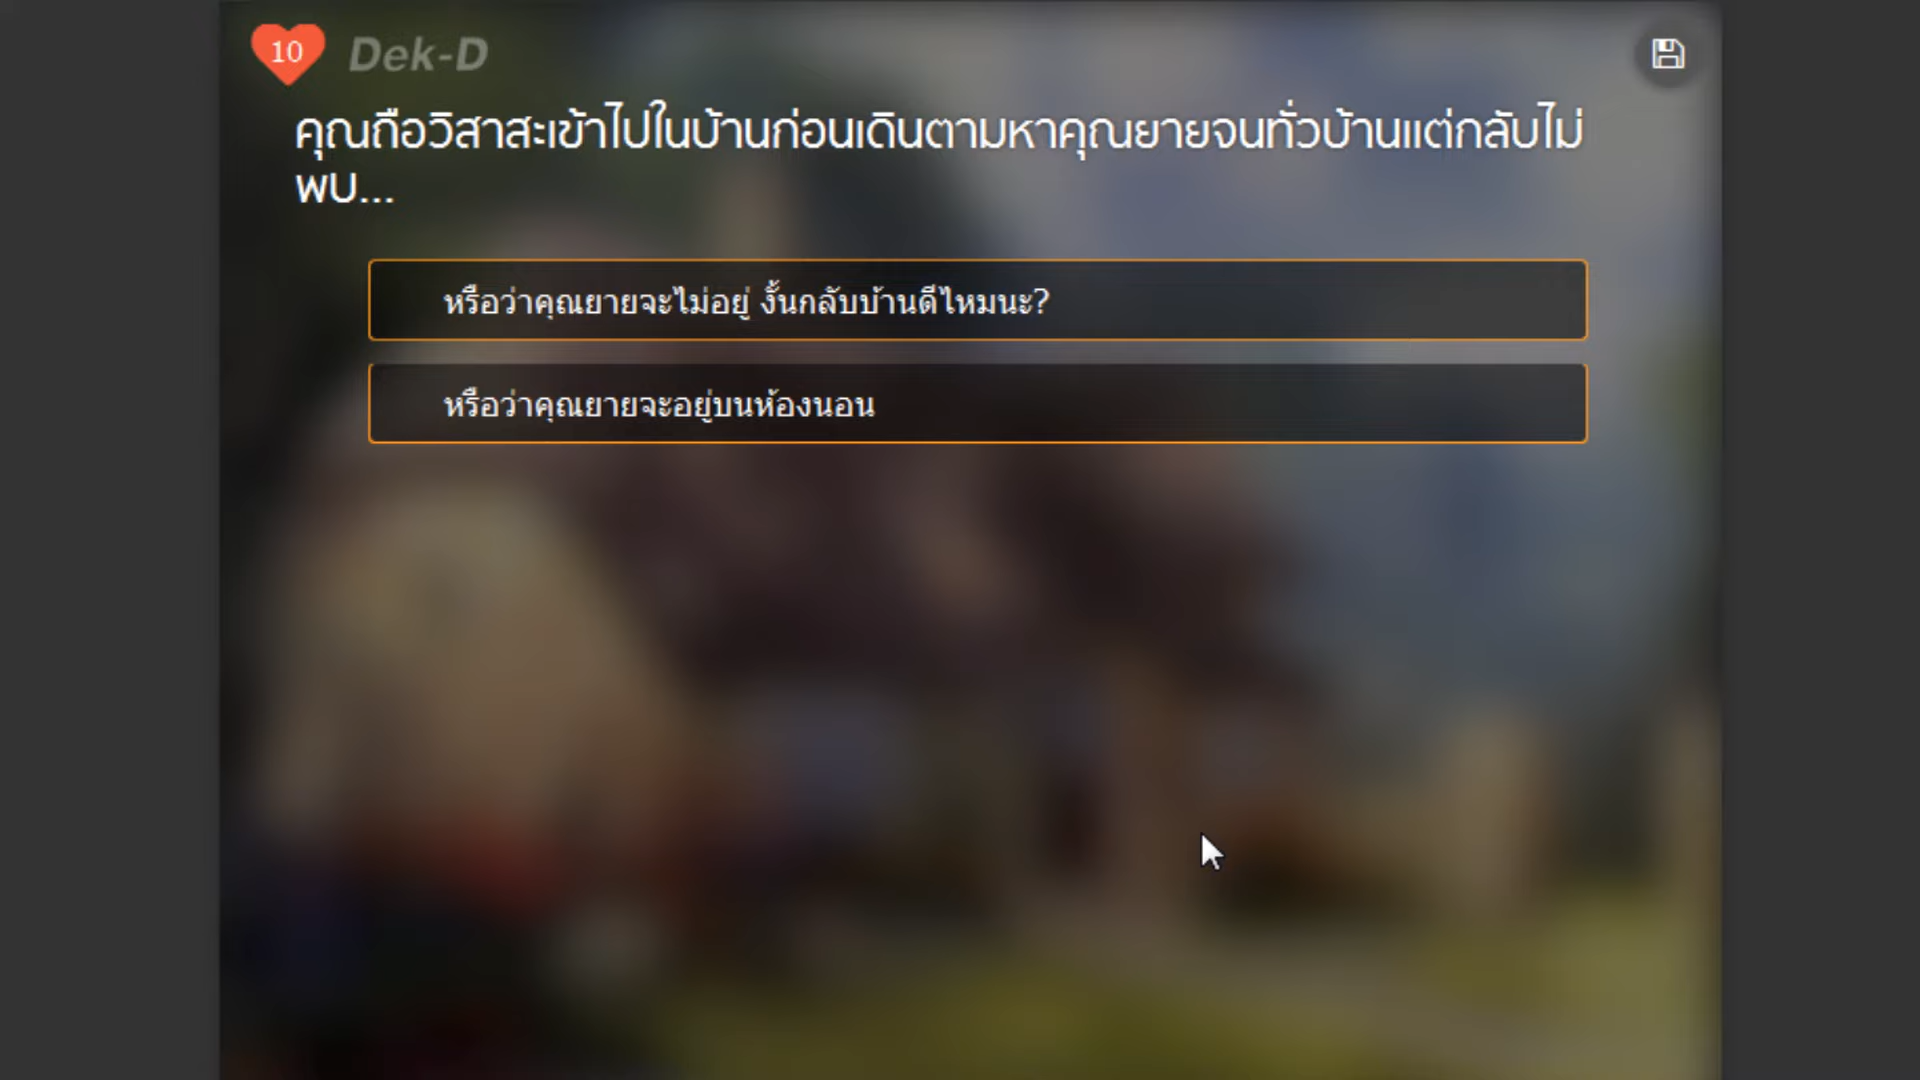 10 Dek-D
คุณถือวิสาสะเข้าไปในบ้านก่อนเดินตามหาคุณยายจนทั่วบ้านแต่กลับไม่
พบ...
หรือว่าคุณยายจะไม่อยู่ งั้นกลับบ้านดีไหมนะ?
หรือว่าคุณยายจะอยู่บนห้องนอน